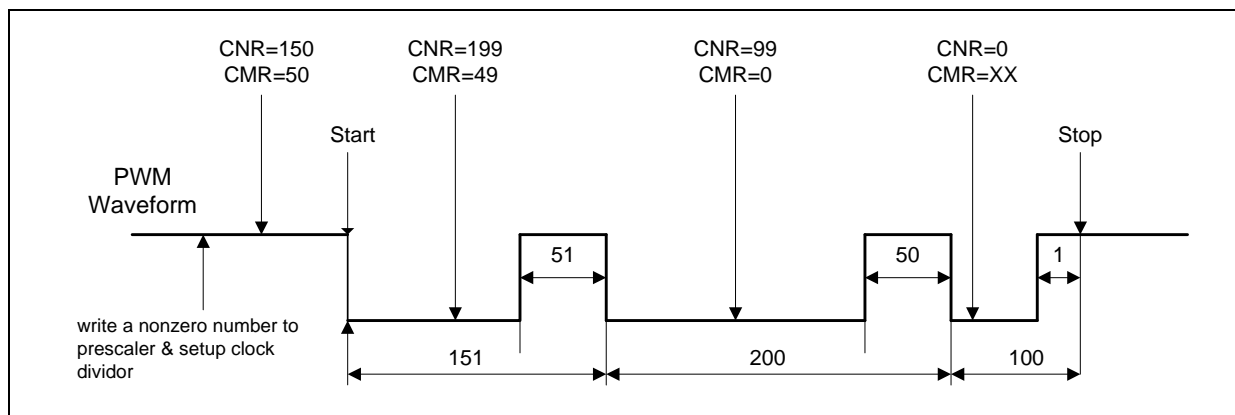 CNR=150
CMR=50
CNR=199
CMR=49
CNR=99
CMR=0
CNR=0
CMR=XX
Start
Stop
PWM
Waveform
51
50
1
write a nonzero number to
prescaler & setup clock
dividor
151
200
100